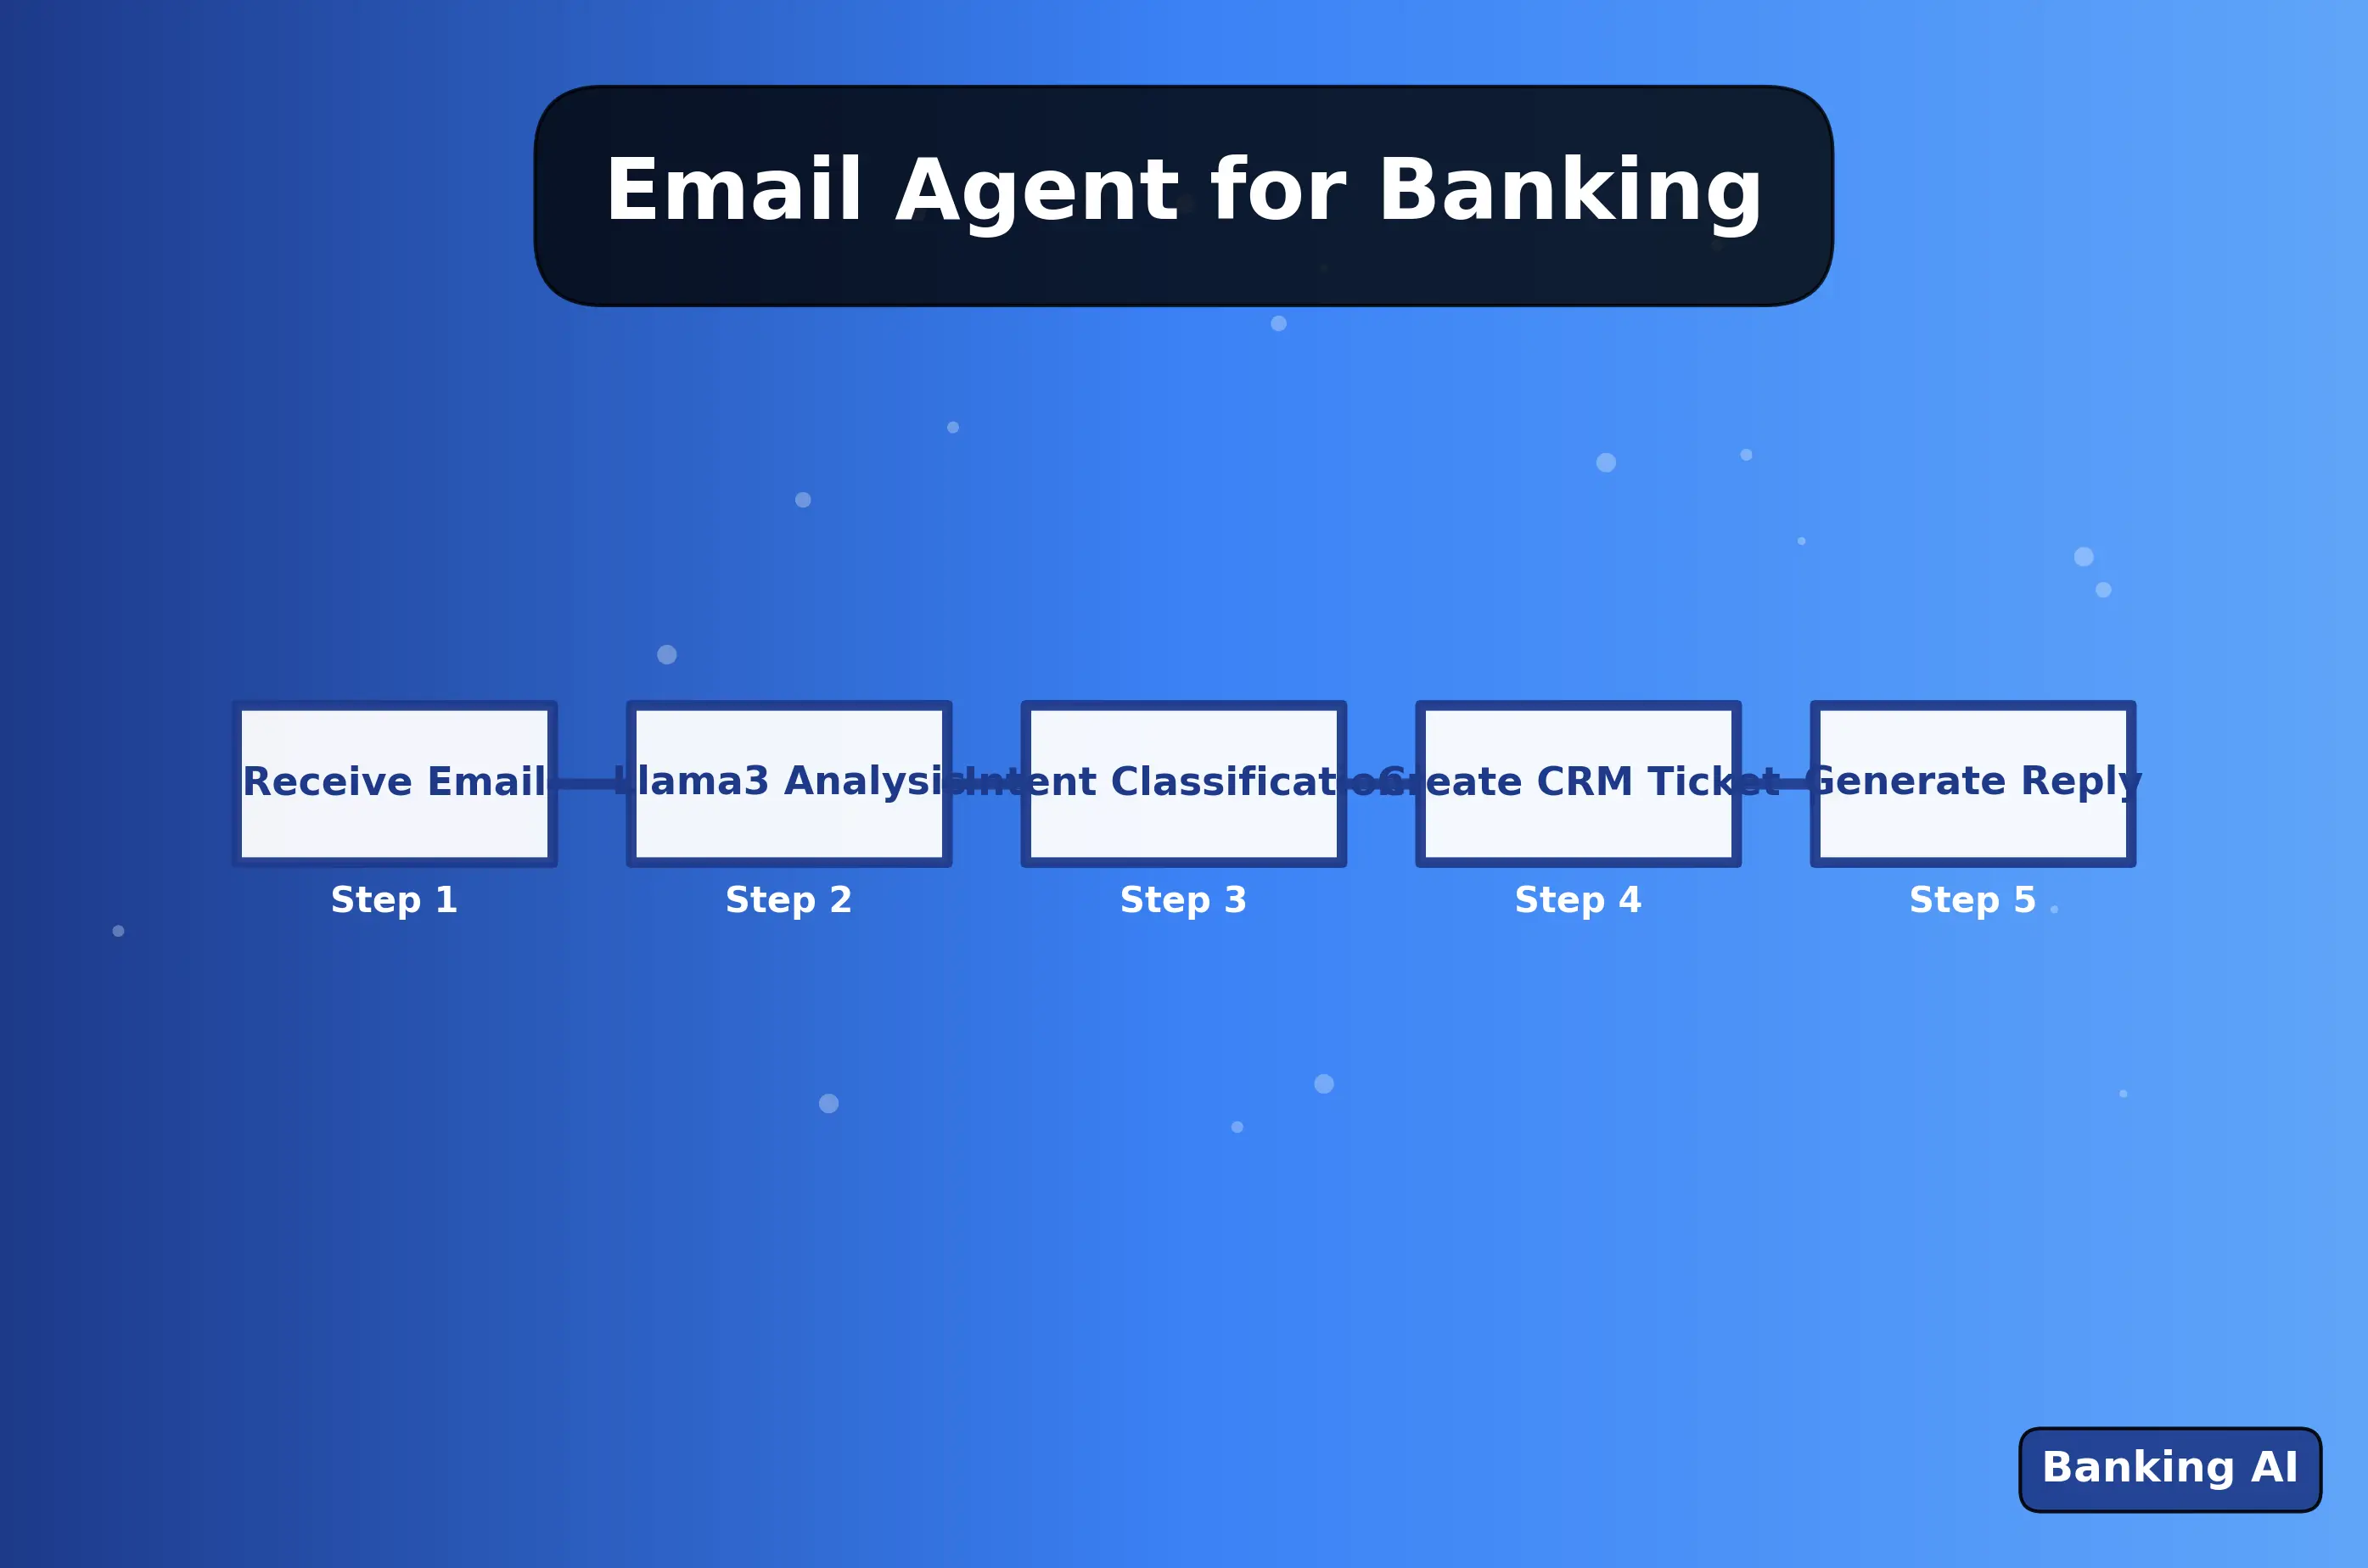 Email Agent for Banking
Receive Email
Llama3 Analysis
Intent Classification
Create CRM Ticket
Generate Reply
Step 1
Step 2
Step 3
Step 4
Step 5
Banking AI